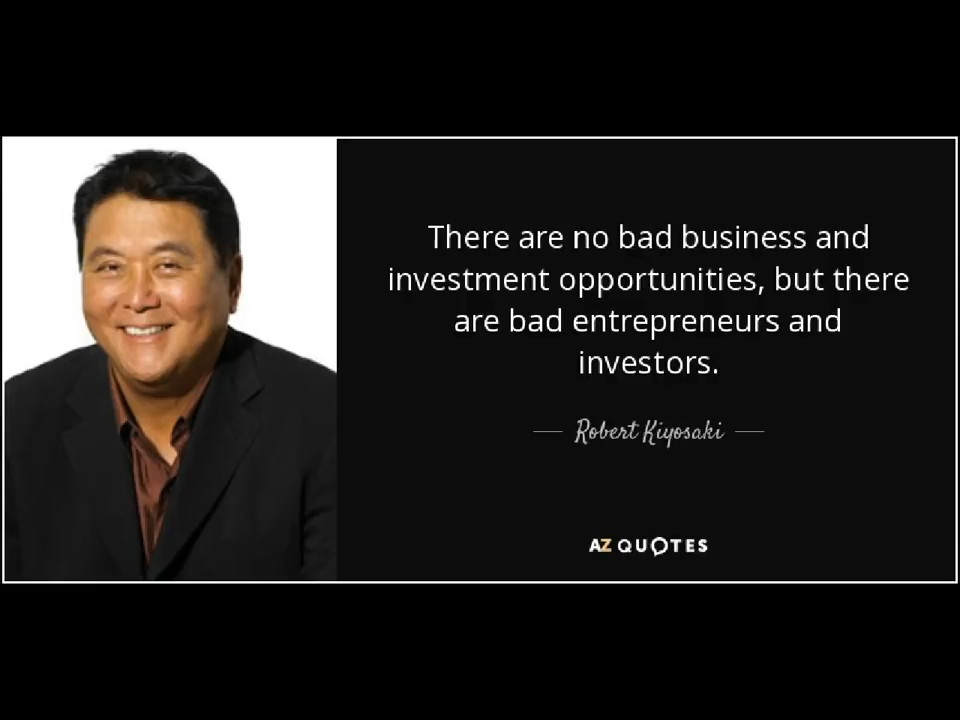 There are no bad business and
investment opportunities, but there
are bad entrepreneurs and
investors.
Robert Kiyosaki
AZ QUOTES